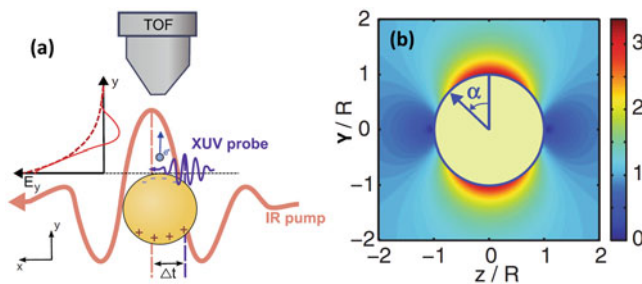 (a)
TOF
y
E_y
XUV probe
IR pump
y
x
Δt
- - - -
+ + + +
(b)
Y / R
2
1
0
-1
-2
α
-2 -1 0 1 2
z / R
3
2
1
0